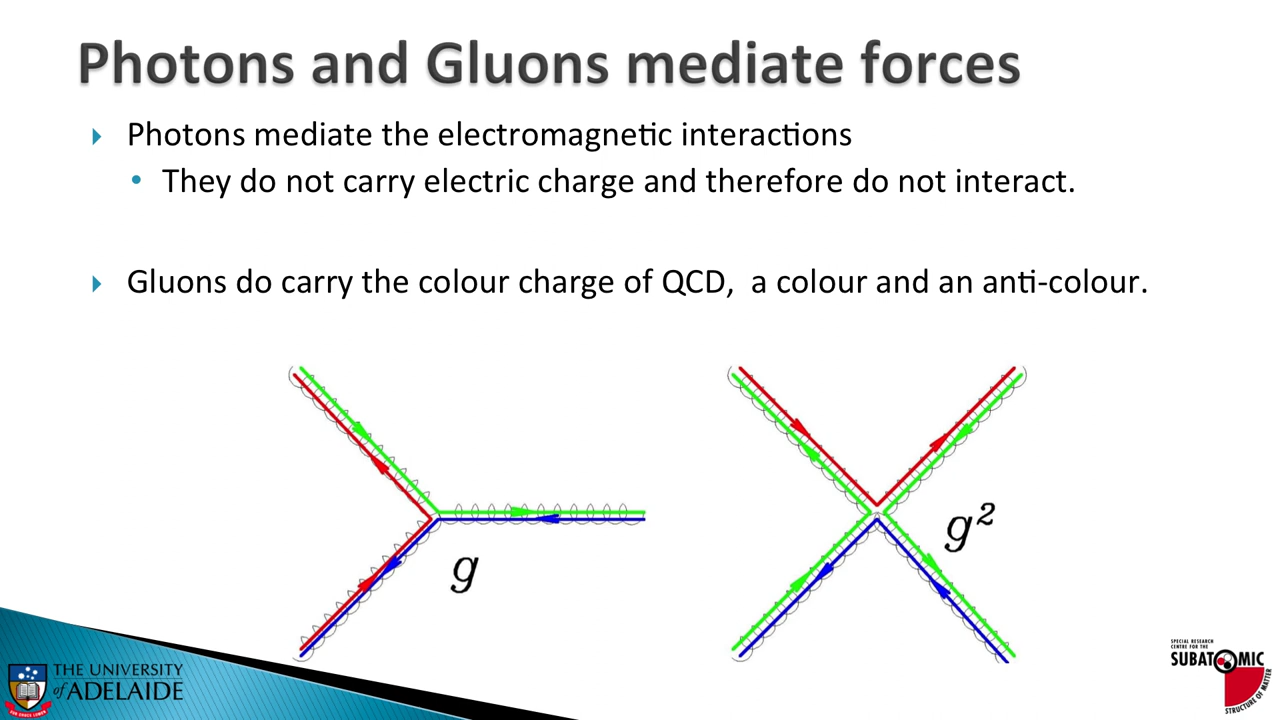 Photons and Gluons mediate forces
Photons mediate the electromagnetic interactions
They do not carry electric charge and therefore do not interact.
Gluons do carry the colour charge of QCD,  a colour and an anti-colour.
g
g²
THE UNIVERSITY
of ADELAIDE
SPECIAL RESEARCH
CENTRE FOR THE
SUBATOMIC
STRUCTURE OF MATTER